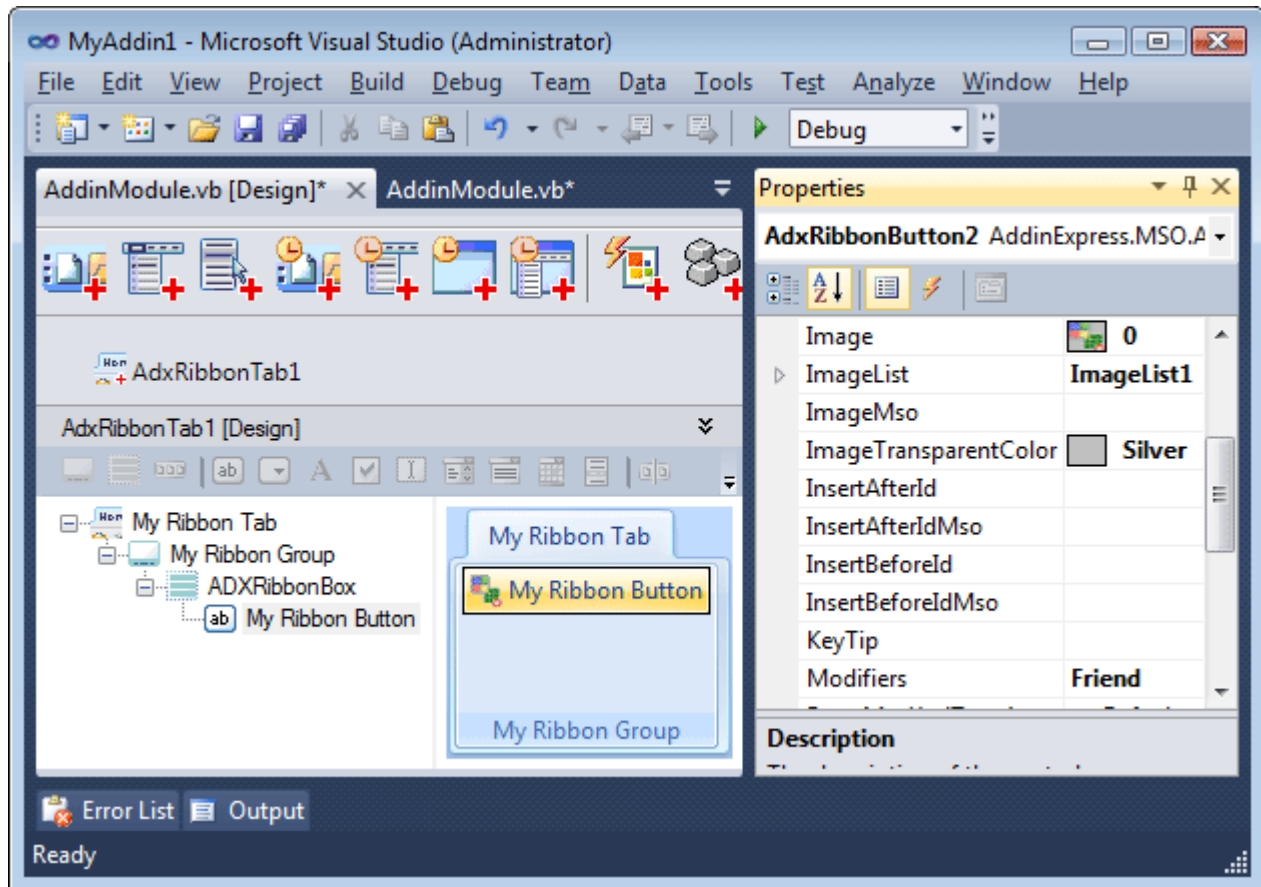 MyAddin1 - Microsoft Visual Studio (Administrator)
File Edit View Project Build Debug Team Data Tools Test Analyze Window Help
Debug
AddinModule.vb [Design]* AddinModule.vb*
AdxRibbonTab1
AdxRibbonTab1 [Design]
ab A
My Ribbon Tab
My Ribbon Group
ADXRibbonBox
ab My Ribbon Button
My Ribbon Tab
My Ribbon Button
My Ribbon Group
Properties
AdxRibbonButton2 AddinExpress.MSO.A
A
Z
Image 0
ImageList ImageList1
ImageMso
ImageTransparentColor Silver
InsertAfterId
InsertAfterIdMso
InsertBeforeId
InsertBeforeIdMso
KeyTip
Modifiers Friend
Description
Error List Output
Ready